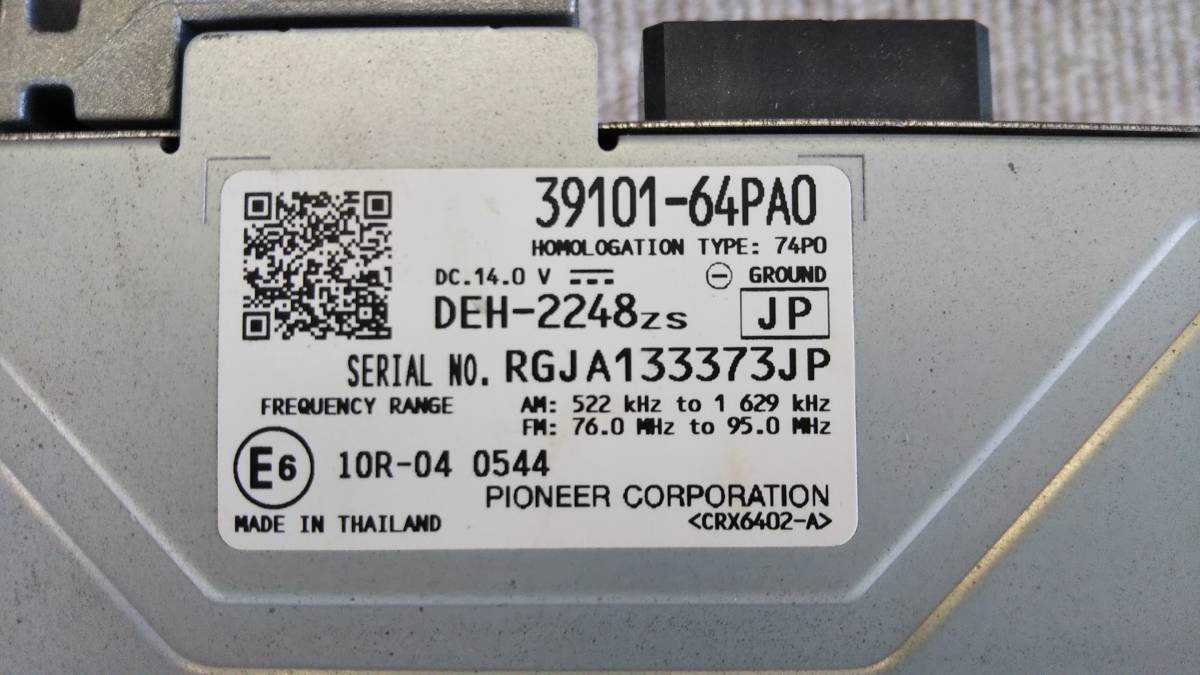 39101-64PA0
HOMOLOGATION TYPE: 74P0
DC.14.0 V GROUND
DEH-2248ZS JP
SERIAL NO. RGJA133373JP
FREQUENCY RANGE AM: 522 kHz to 1 629 kHz
FM: 76.0 MHz to 95.0 MHz
E6 10R-04 0544
PIONEER CORPORATION
MADE IN THAILAND <CRX6402-A>